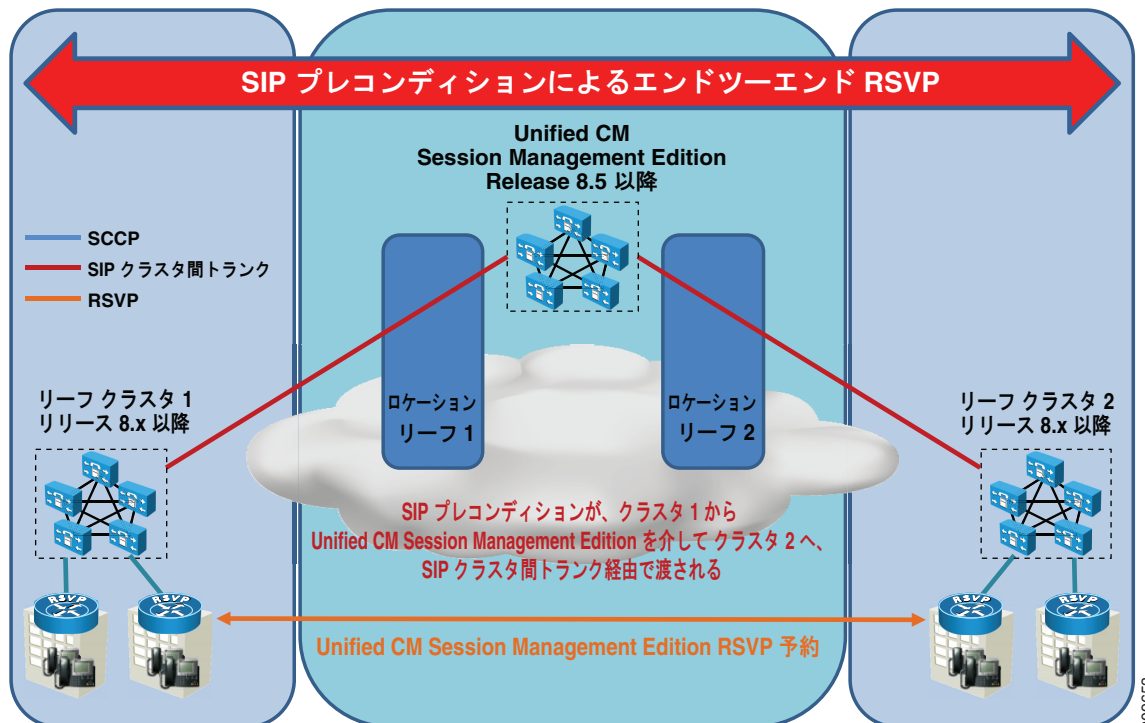 SIP プレコンディションによるエンドツーエンド RSVP
Unified CM
Session Management Edition
Release 8.5 以降
SCCP
SIP クラスタ間トランク
RSVP
リーフ クラスタ 1
リリース 8.x 以降
ロケーション
リーフ 1
ロケーション
リーフ 2
リーフ クラスタ 2
リリース 8.x 以降
SIP プレコンディションが、クラスタ 1 から
Unified CM Session Management Edition を介して クラスタ 2 へ、
SIP クラスタ間トランク経由で渡される
RSVP
RSVP
RSVP
RSVP
Unified CM Session Management Edition RSVP 予約